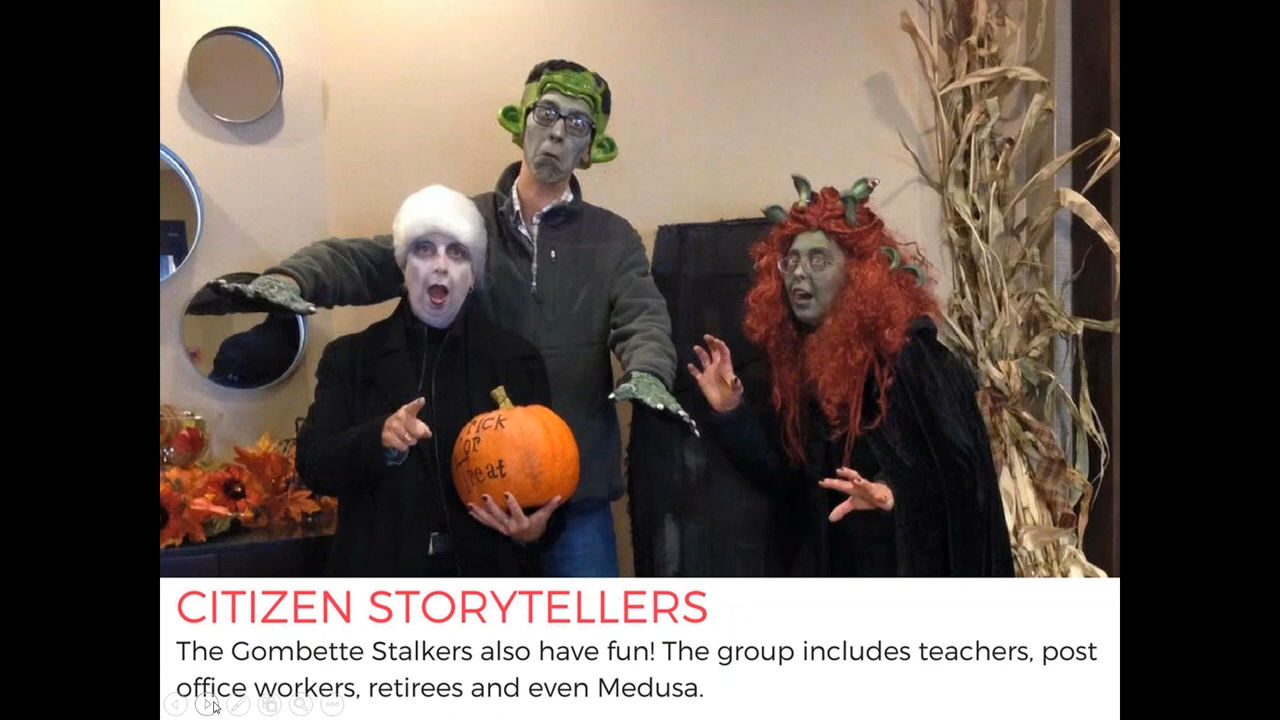 Trick
or
Treat
CITIZEN STORYTELLERS
The Gombette Stalkers also have fun! The group includes teachers, post
office workers, retirees and even Medusa.